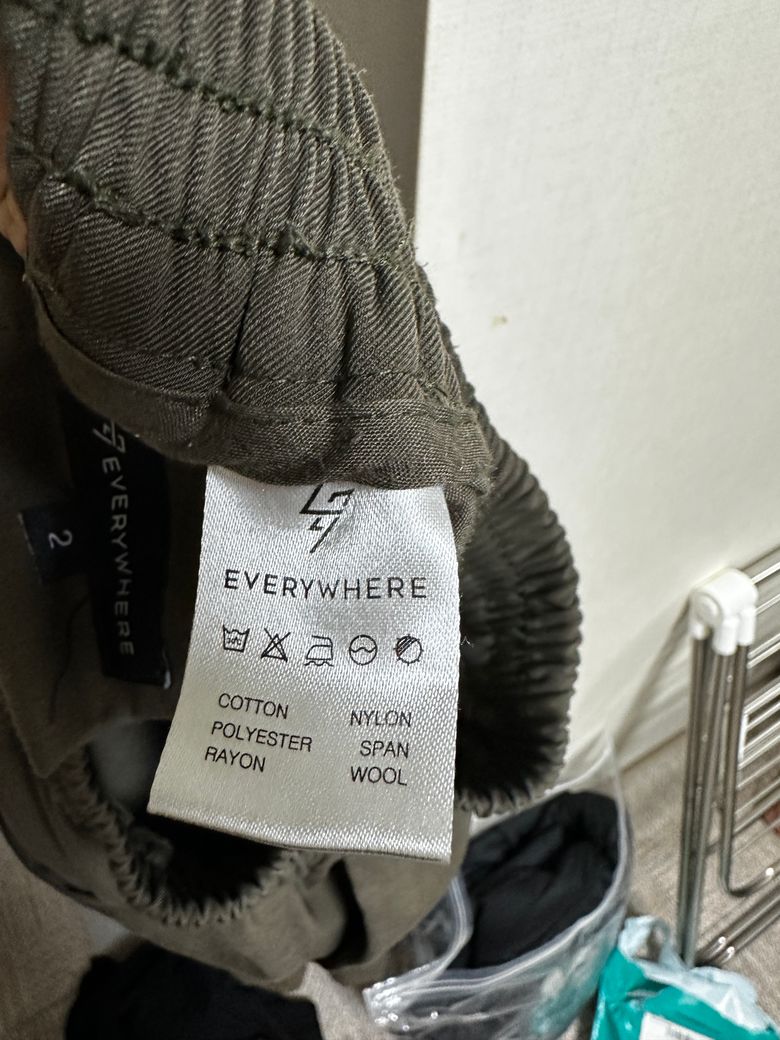 EVERYWHERE
2
EVERYWHERE
COTTON NYLON
POLYESTER SPAN
RAYON WOOL